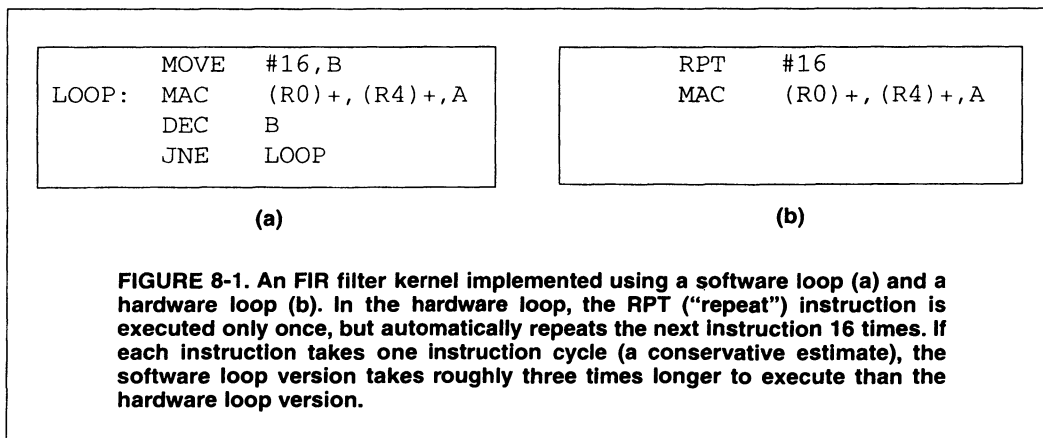 MOVE #16,B
LOOP: MAC (R0)+,(R4)+,A
DEC B
JNE LOOP
(a)
RPT #16
MAC (R0)+,(R4)+,A
(b)
FIGURE 8-1. An FIR filter kernel implemented using a software loop (a) and a
hardware loop (b). In the hardware loop, the RPT (“repeat”) instruction is
executed only once, but automatically repeats the next instruction 16 times. If
each instruction takes one instruction cycle (a conservative estimate), the
software loop version takes roughly three times longer to execute than the
hardware loop version.